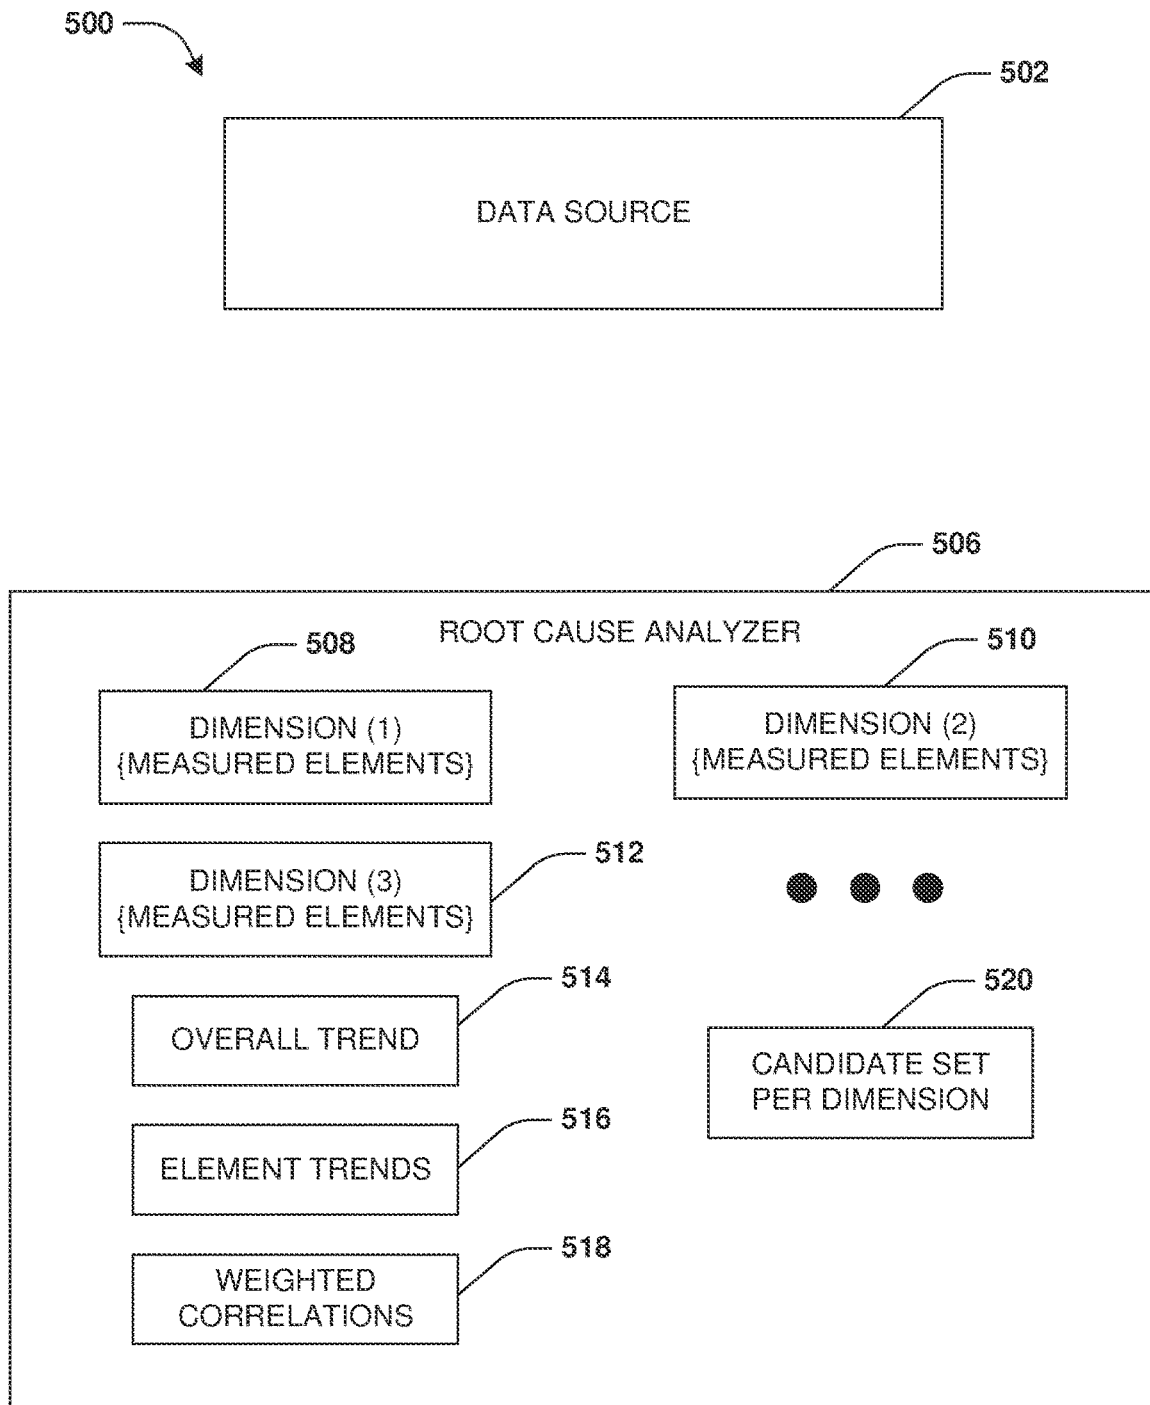 500
502
DATA SOURCE
506
ROOT CAUSE ANALYZER
508
510
DIMENSION (1)
{MEASURED ELEMENTS}
DIMENSION (2)
{MEASURED ELEMENTS}
512
DIMENSION (3)
{MEASURED ELEMENTS}
514
OVERALL TREND
520
CANDIDATE SET
PER DIMENSION
516
ELEMENT TRENDS
518
WEIGHTED
CORRELATIONS